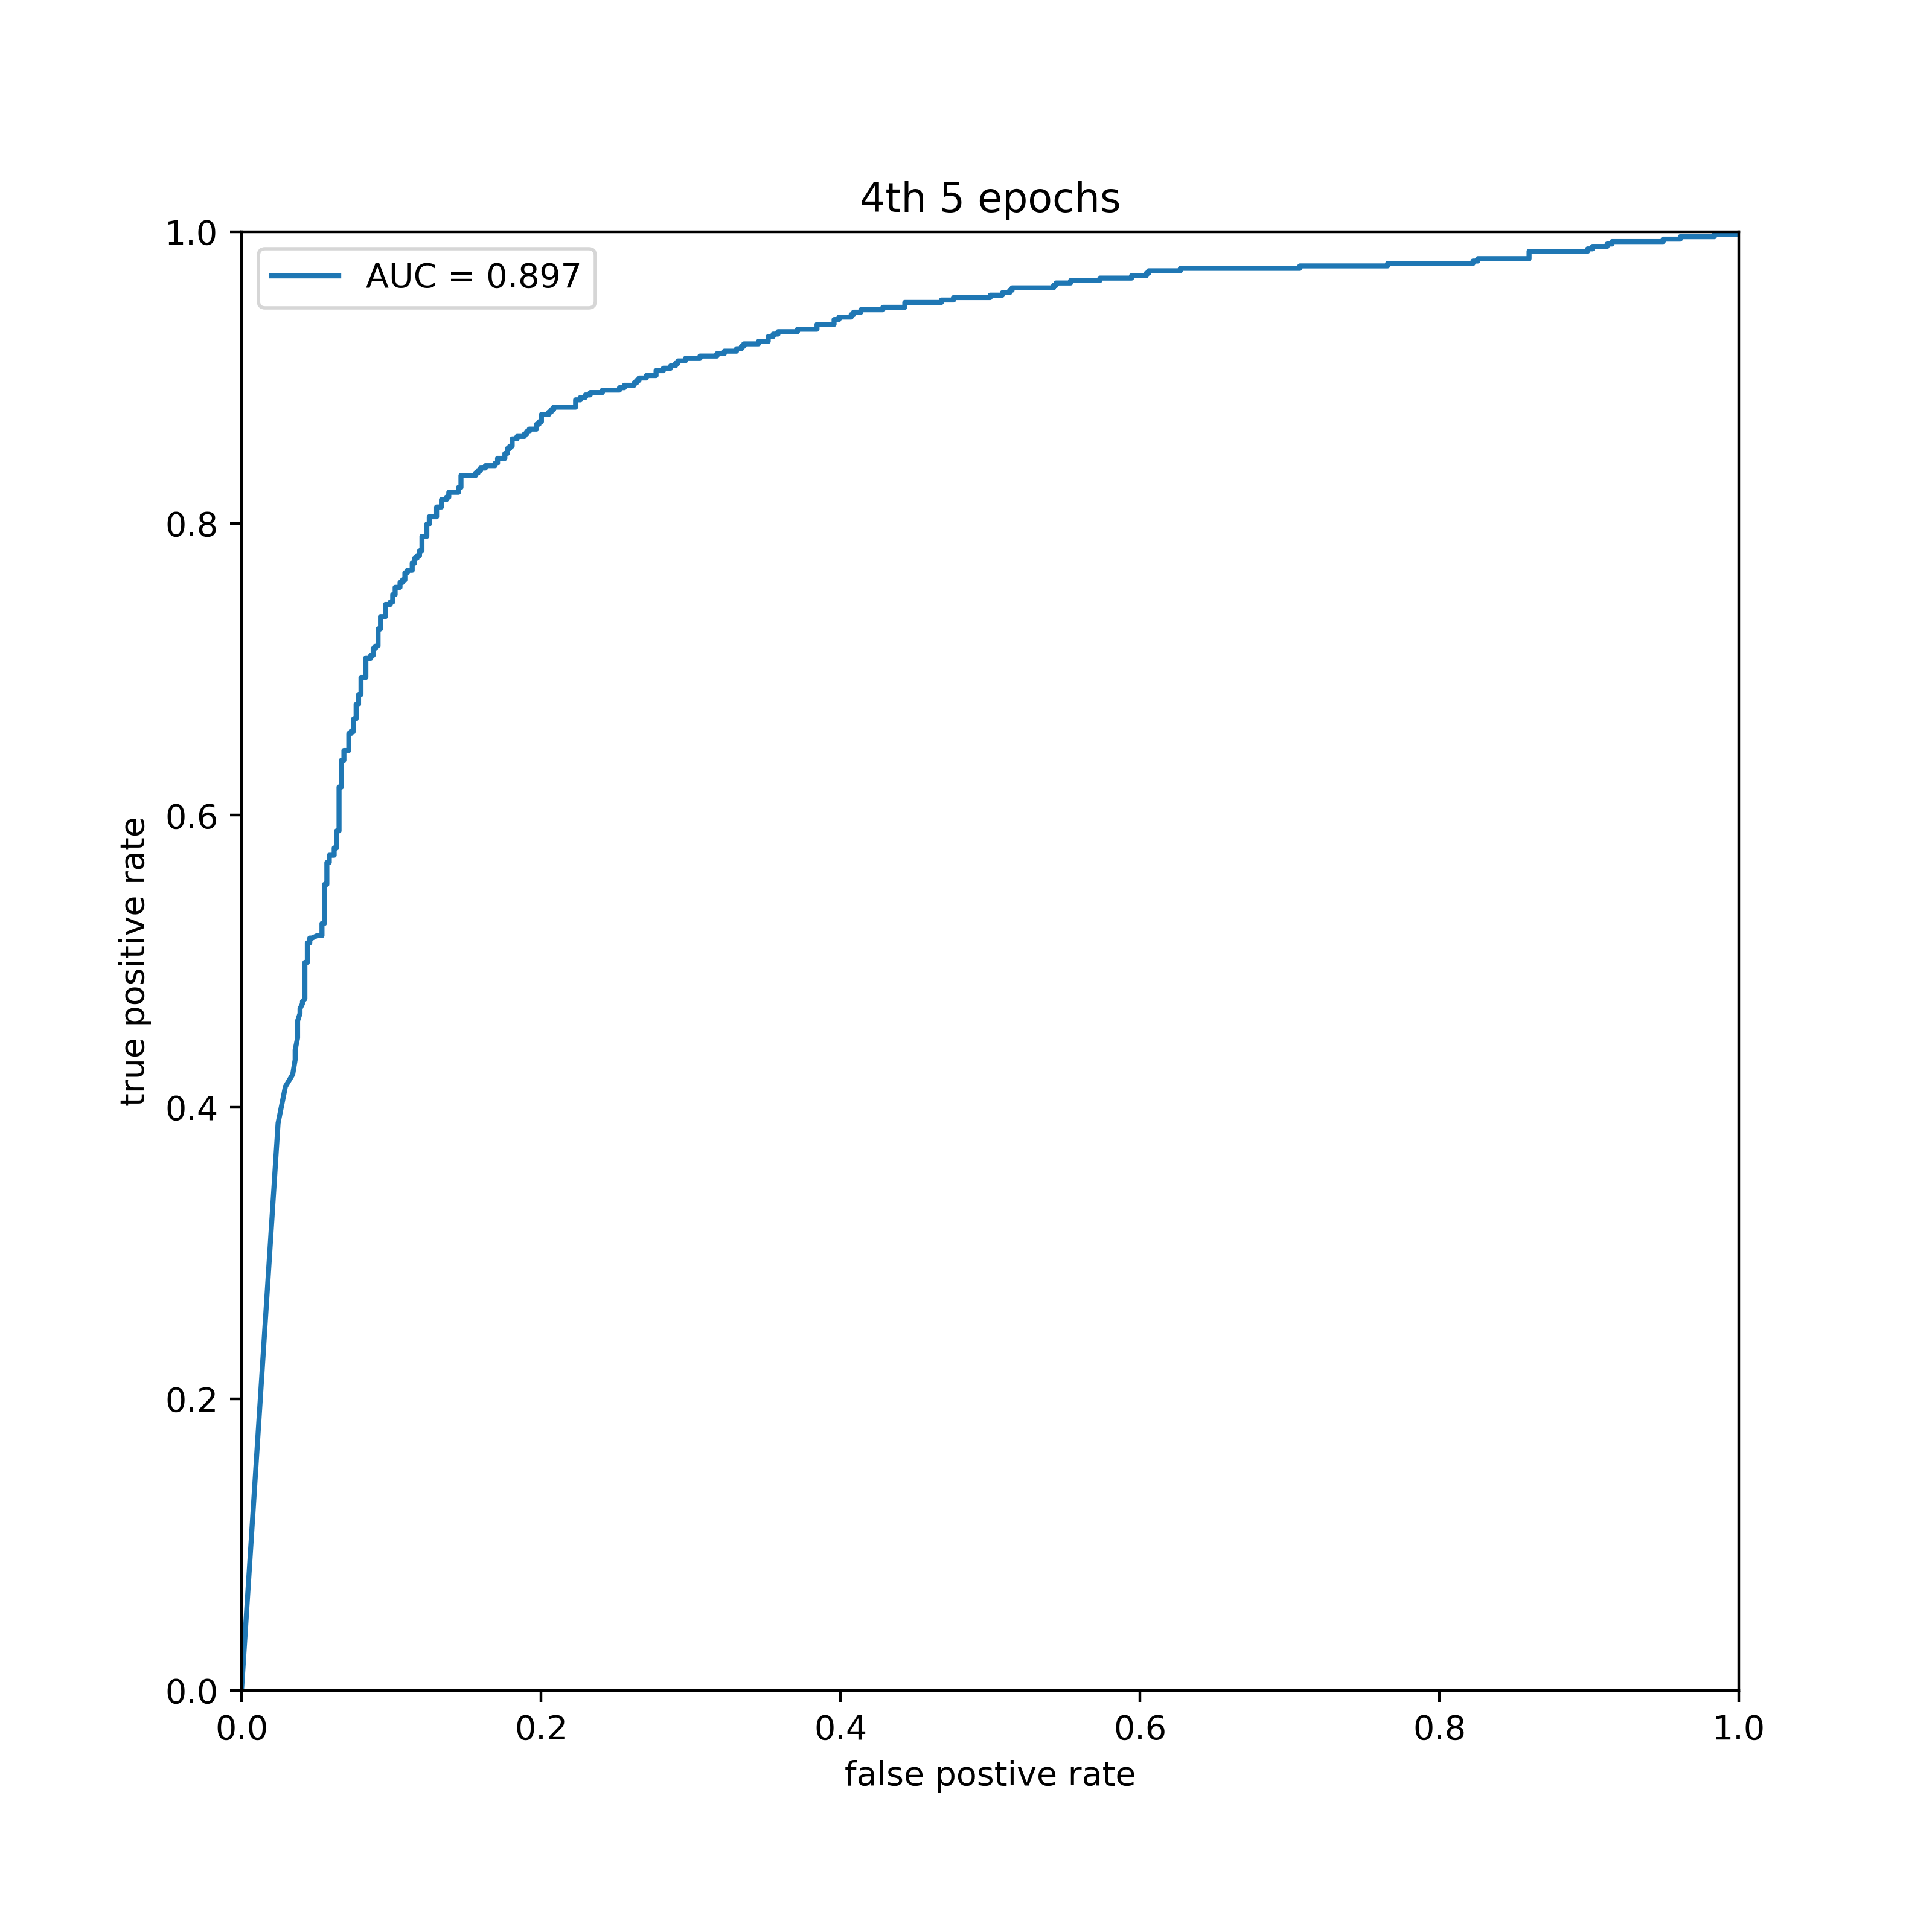 4th 5 epochs
AUC = 0.897
1.0
0.8
0.6
0.4
0.2
0.0
true positive rate
0.0 0.2 0.4 0.6 0.8 1.0
false postive rate